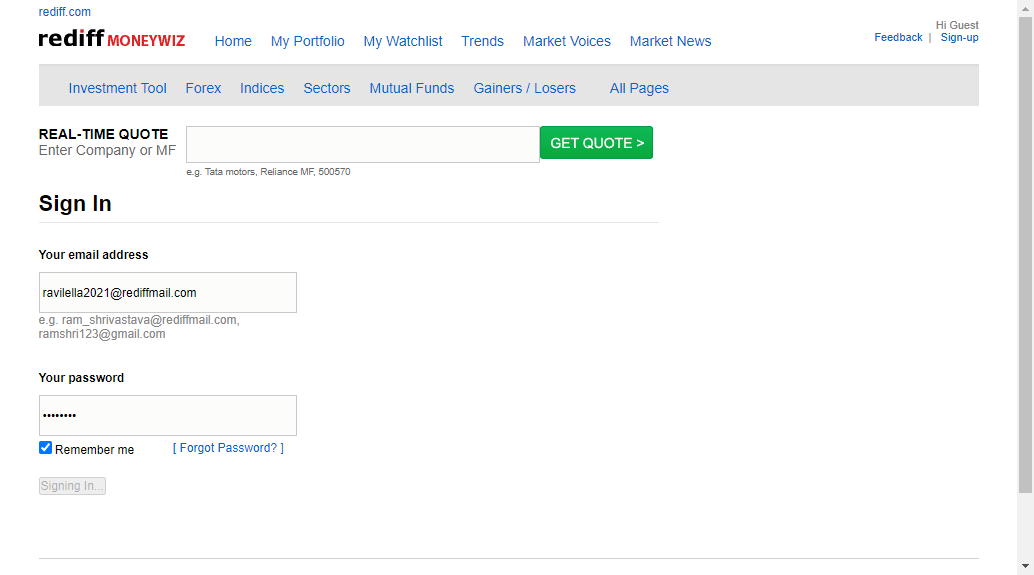 rediff.com
rediff MONEYWIZ Home My Portfolio My Watchlist Trends Market Voices Market News
Hi Guest
Feedback | Sign-up
Investment Tool Forex Indices Sectors Mutual Funds Gainers / Losers All Pages
REAL-TIME QUOTE
Enter Company or MF
GET QUOTE >
e.g. Tata motors, Reliance MF, 500570
Sign In
Your email address
ravilella2021@rediffmail.com
e.g. ram_shrivastava@rediffmail.com,
ramshri123@gmail.com
Your password
••••••••
Remember me [ Forgot Password? ]
Signing In...